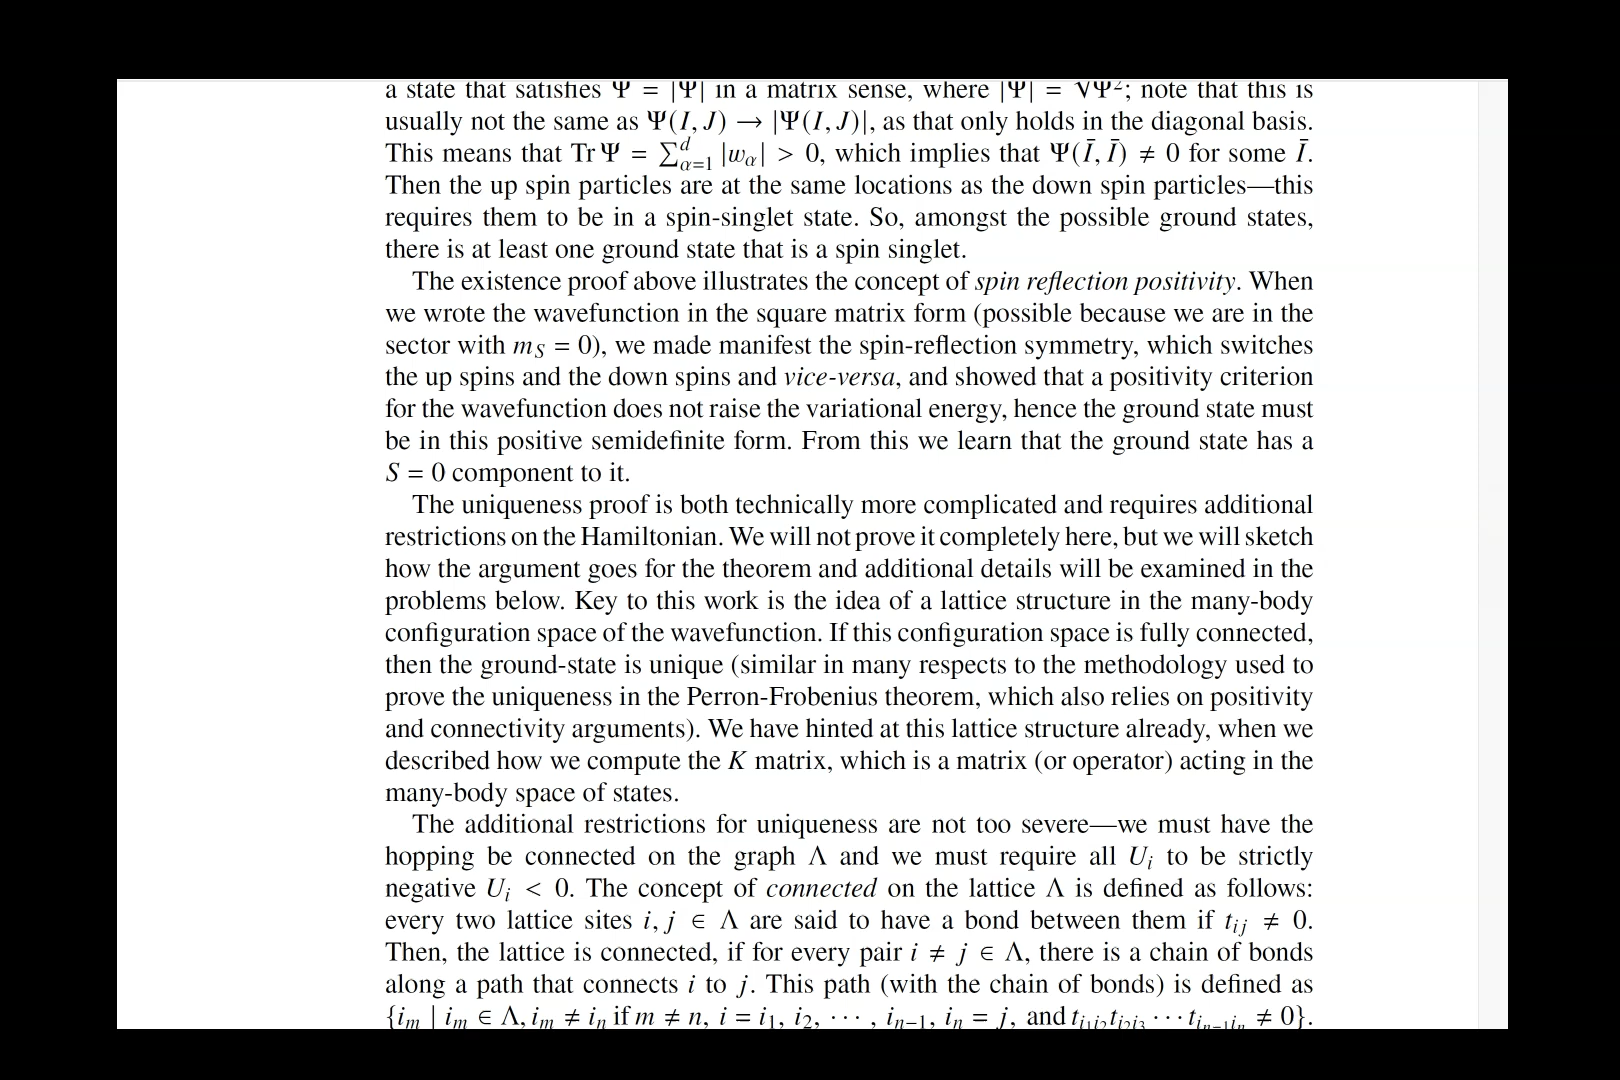 a state that satisfies Ψ = |Ψ| in a matrix sense, where |Ψ| = √Ψ²; note that this is
usually not the same as Ψ(I, J) → |Ψ(I, J)|, as that only holds in the diagonal basis.
This means that Tr Ψ = ∑_{α=1}^{d} |w_α| > 0, which implies that Ψ(Ī, Ī) ≠ 0 for some Ī.
Then the up spin particles are at the same locations as the down spin particles—this
requires them to be in a spin-singlet state. So, amongst the possible ground states,
there is at least one ground state that is a spin singlet.
The existence proof above illustrates the concept of spin reflection positivity. When
we wrote the wavefunction in the square matrix form (possible because we are in the
sector with m_S = 0), we made manifest the spin-reflection symmetry, which switches
the up spins and the down spins and vice-versa, and showed that a positivity criterion
for the wavefunction does not raise the variational energy, hence the ground state must
be in this positive semidefinite form. From this we learn that the ground state has a
S = 0 component to it.
The uniqueness proof is both technically more complicated and requires additional
restrictions on the Hamiltonian. We will not prove it completely here, but we will sketch
how the argument goes for the theorem and additional details will be examined in the
problems below. Key to this work is the idea of a lattice structure in the many-body
configuration space of the wavefunction. If this configuration space is fully connected,
then the ground-state is unique (similar in many respects to the methodology used to
prove the uniqueness in the Perron-Frobenius theorem, which also relies on positivity
and connectivity arguments). We have hinted at this lattice structure already, when we
described how we compute the K matrix, which is a matrix (or operator) acting in the
many-body space of states.
The additional restrictions for uniqueness are not too severe—we must have the
hopping be connected on the graph Λ and we must require all U_i to be strictly
negative U_i < 0. The concept of connected on the lattice Λ is defined as follows:
every two lattice sites i, j ∈ Λ are said to have a bond between them if t_{ij} ≠ 0.
Then, the lattice is connected, if for every pair i ≠ j ∈ Λ, there is a chain of bonds
along a path that connects i to j. This path (with the chain of bonds) is defined as
{i_m | i_m ∈ Λ, i_m ≠ i_n if m ≠ n, i = i_1, i_2, ··· , i_{n−1}, i_n = j, and t_{i_1 i_2} t_{i_2 i_3} ··· t_{i_{n−1} i_n} ≠ 0}.